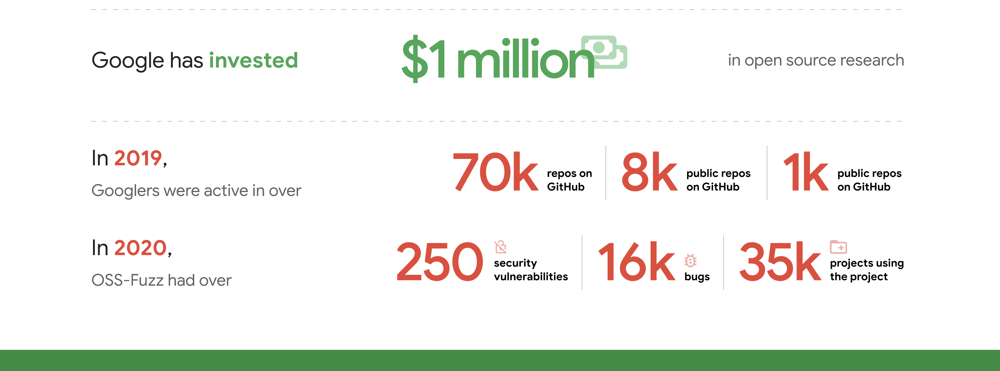 Google has invested $1 million in open source research
In 2019,
Googlers were active in over
70k repos on
GitHub
8k public repos
on GitHub
1k public repos
on GitHub
In 2020,
OSS-Fuzz had over
250 security
vulnerabilities
16k bugs
35k projects using
the project